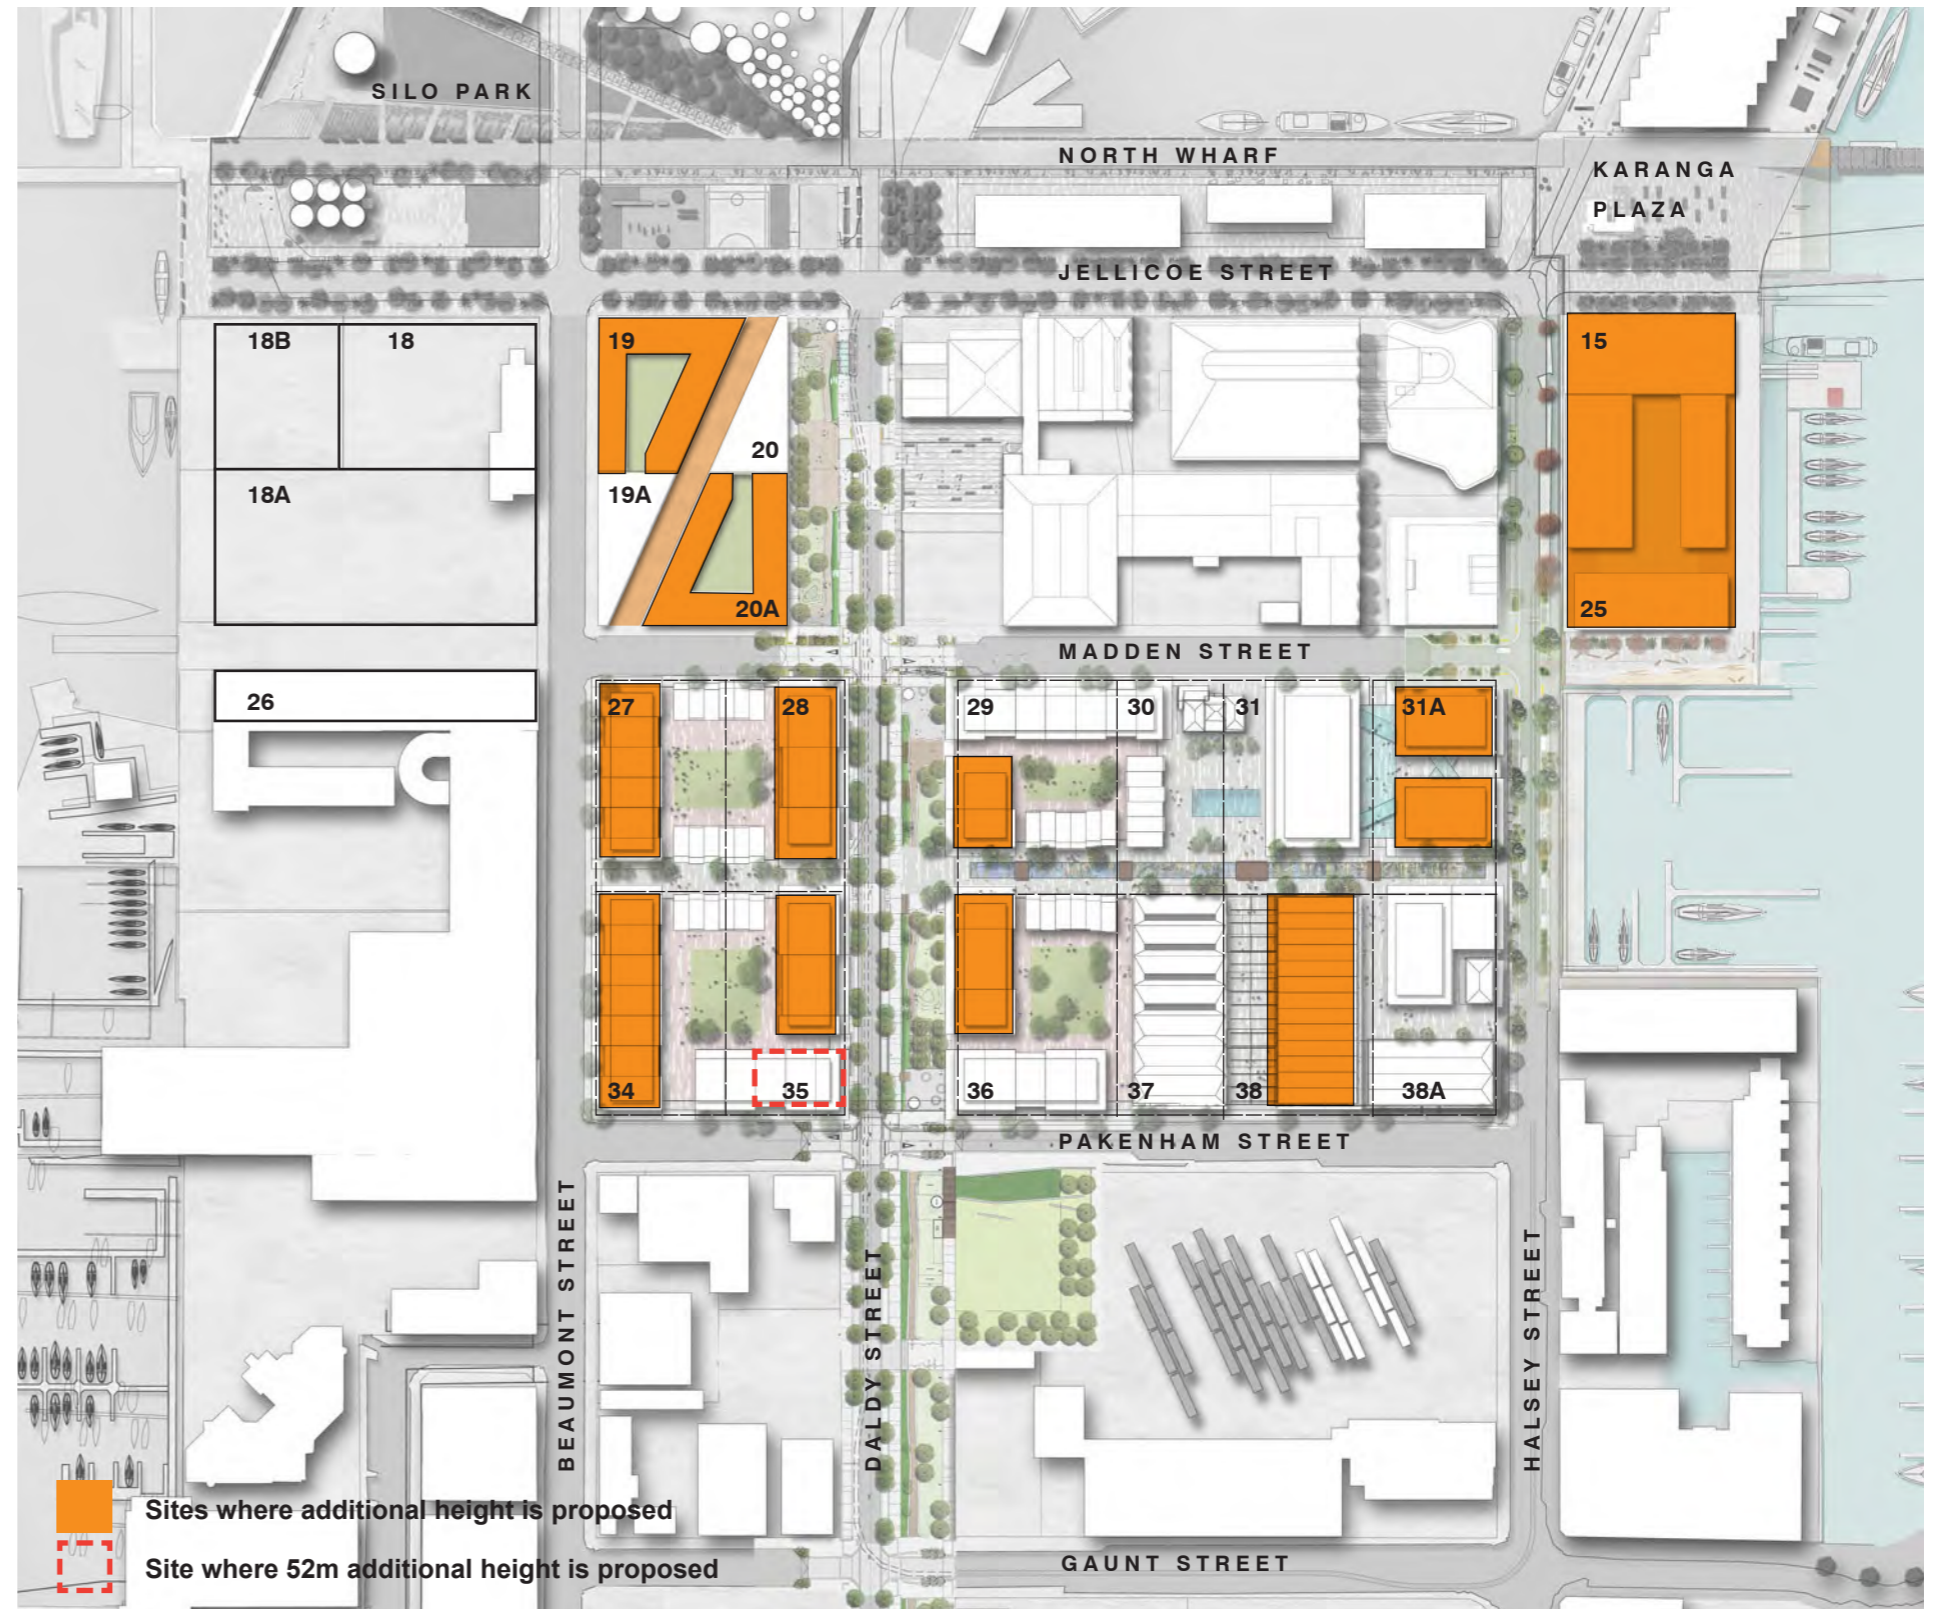 SILO PARK
NORTH WHARF
KARANGA
PLAZA
JELLICOE STREET
18B
18
19
15
20
18A
19A
20A
25
MADDEN STREET
26
27
28
29
30
31
31A
34
35
36
37
38
38A
PAKENHAM STREET
BEAUMONT STREET
DALDY STREET
HALSEY STREET
Sites where additional height is proposed
Site where 52m additional height is proposed
GAUNT STREET